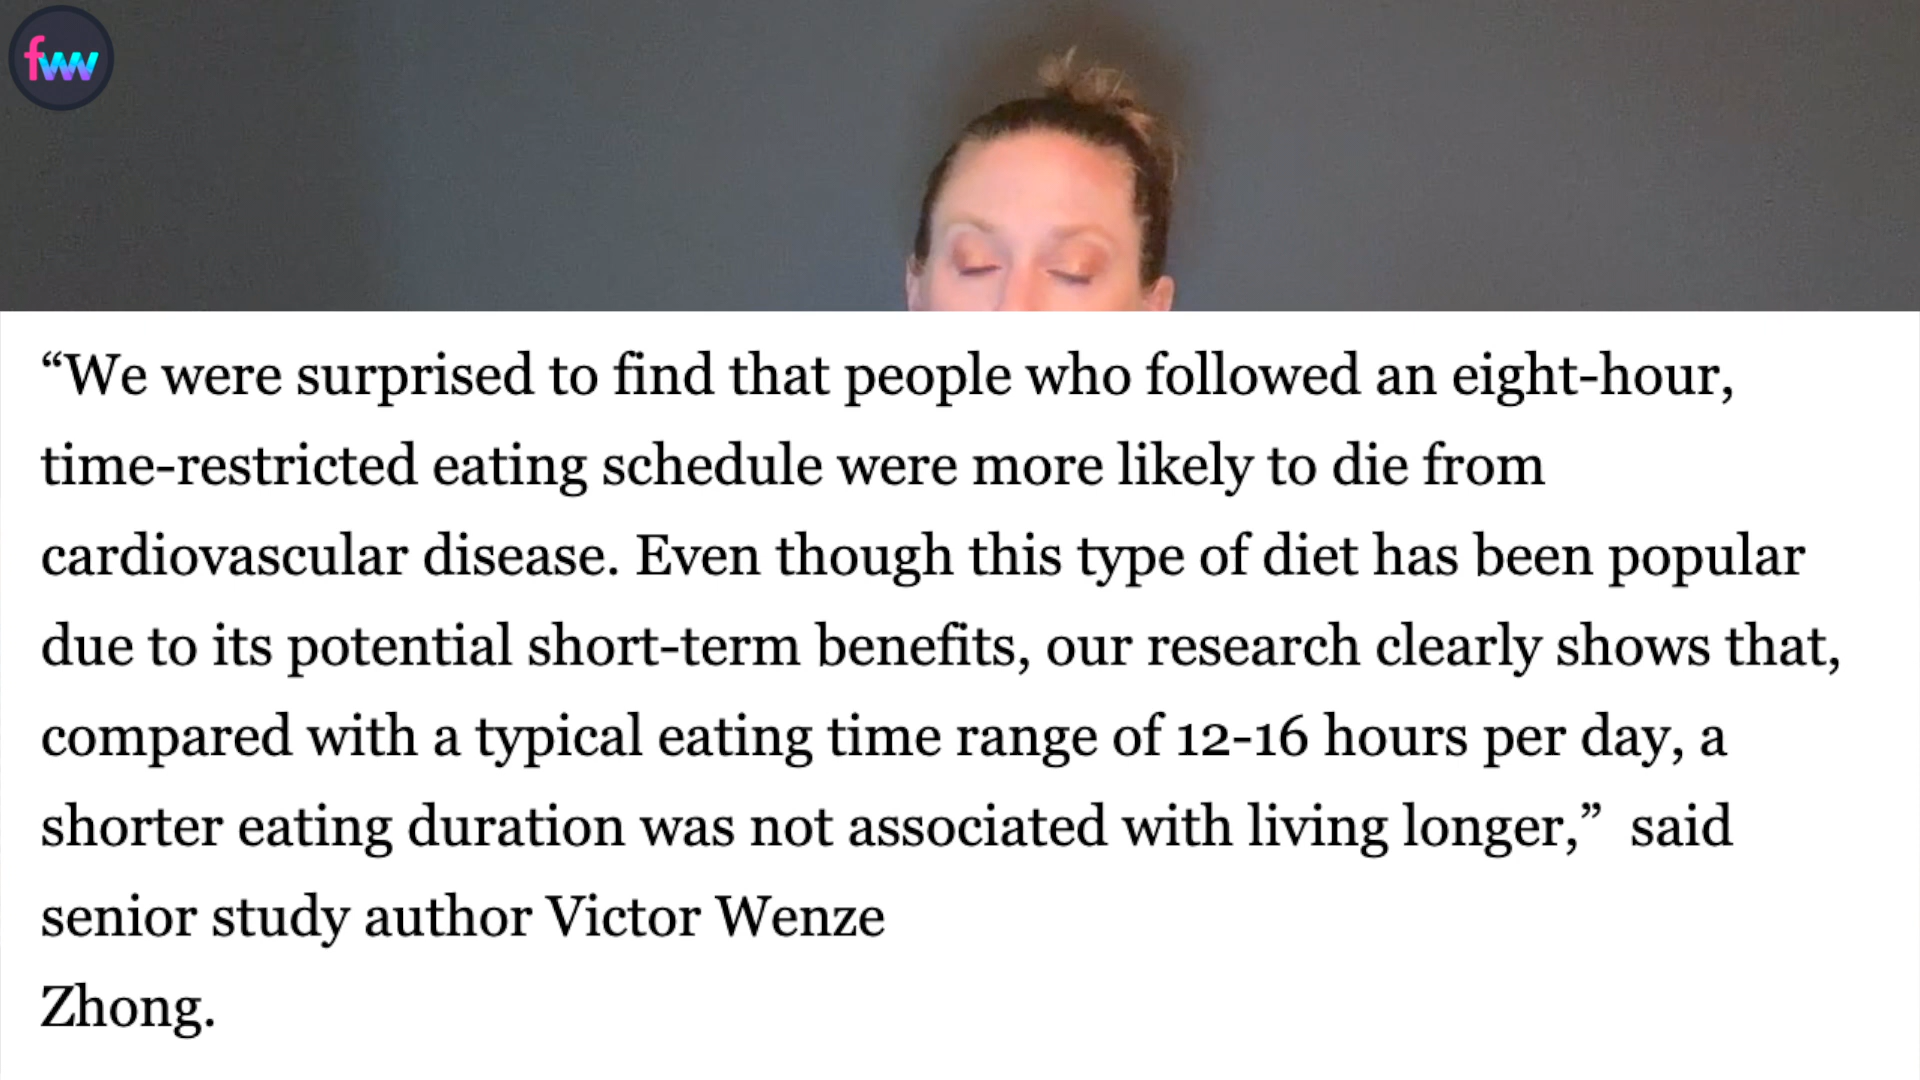 fww
“We were surprised to find that people who followed an eight-hour,
time-restricted eating schedule were more likely to die from
cardiovascular disease. Even though this type of diet has been popular
due to its potential short-term benefits, our research clearly shows that,
compared with a typical eating time range of 12-16 hours per day, a
shorter eating duration was not associated with living longer,”  said
senior study author Victor Wenze
Zhong.